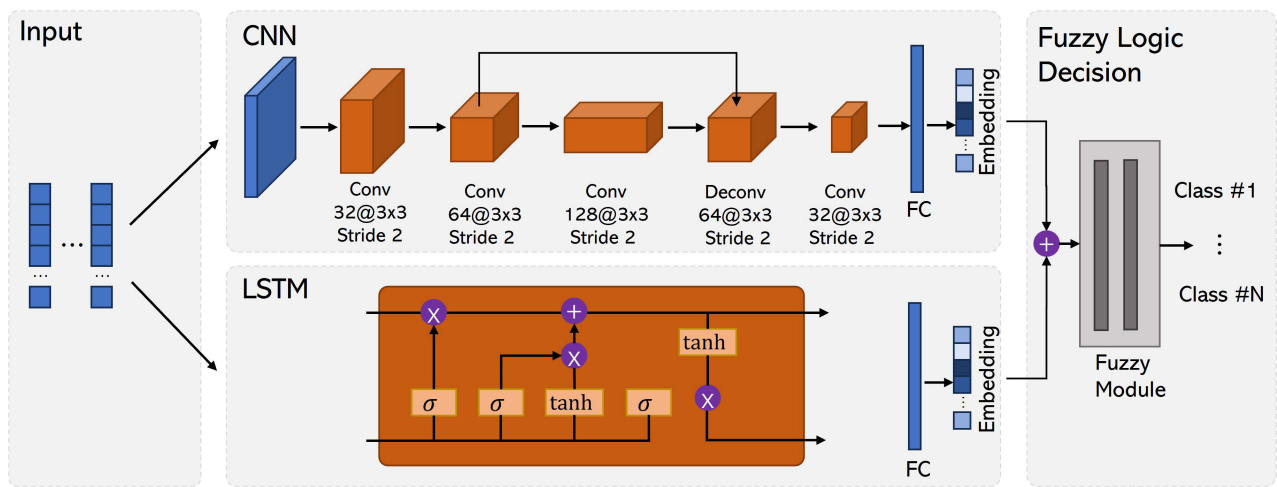 Input
CNN
Conv
32@3x3
Stride 2
Conv
64@3x3
Stride 2
Conv
128@3x3
Stride 2
Deconv
64@3x3
Stride 2
Conv
32@3x3
Stride 2
FC
Embedding
LSTM
X
+
X
tanh
σ
σ
tanh
σ
X
FC
Embedding
Fuzzy Logic
Decision
+
Class #1
Class #N
Fuzzy
Module